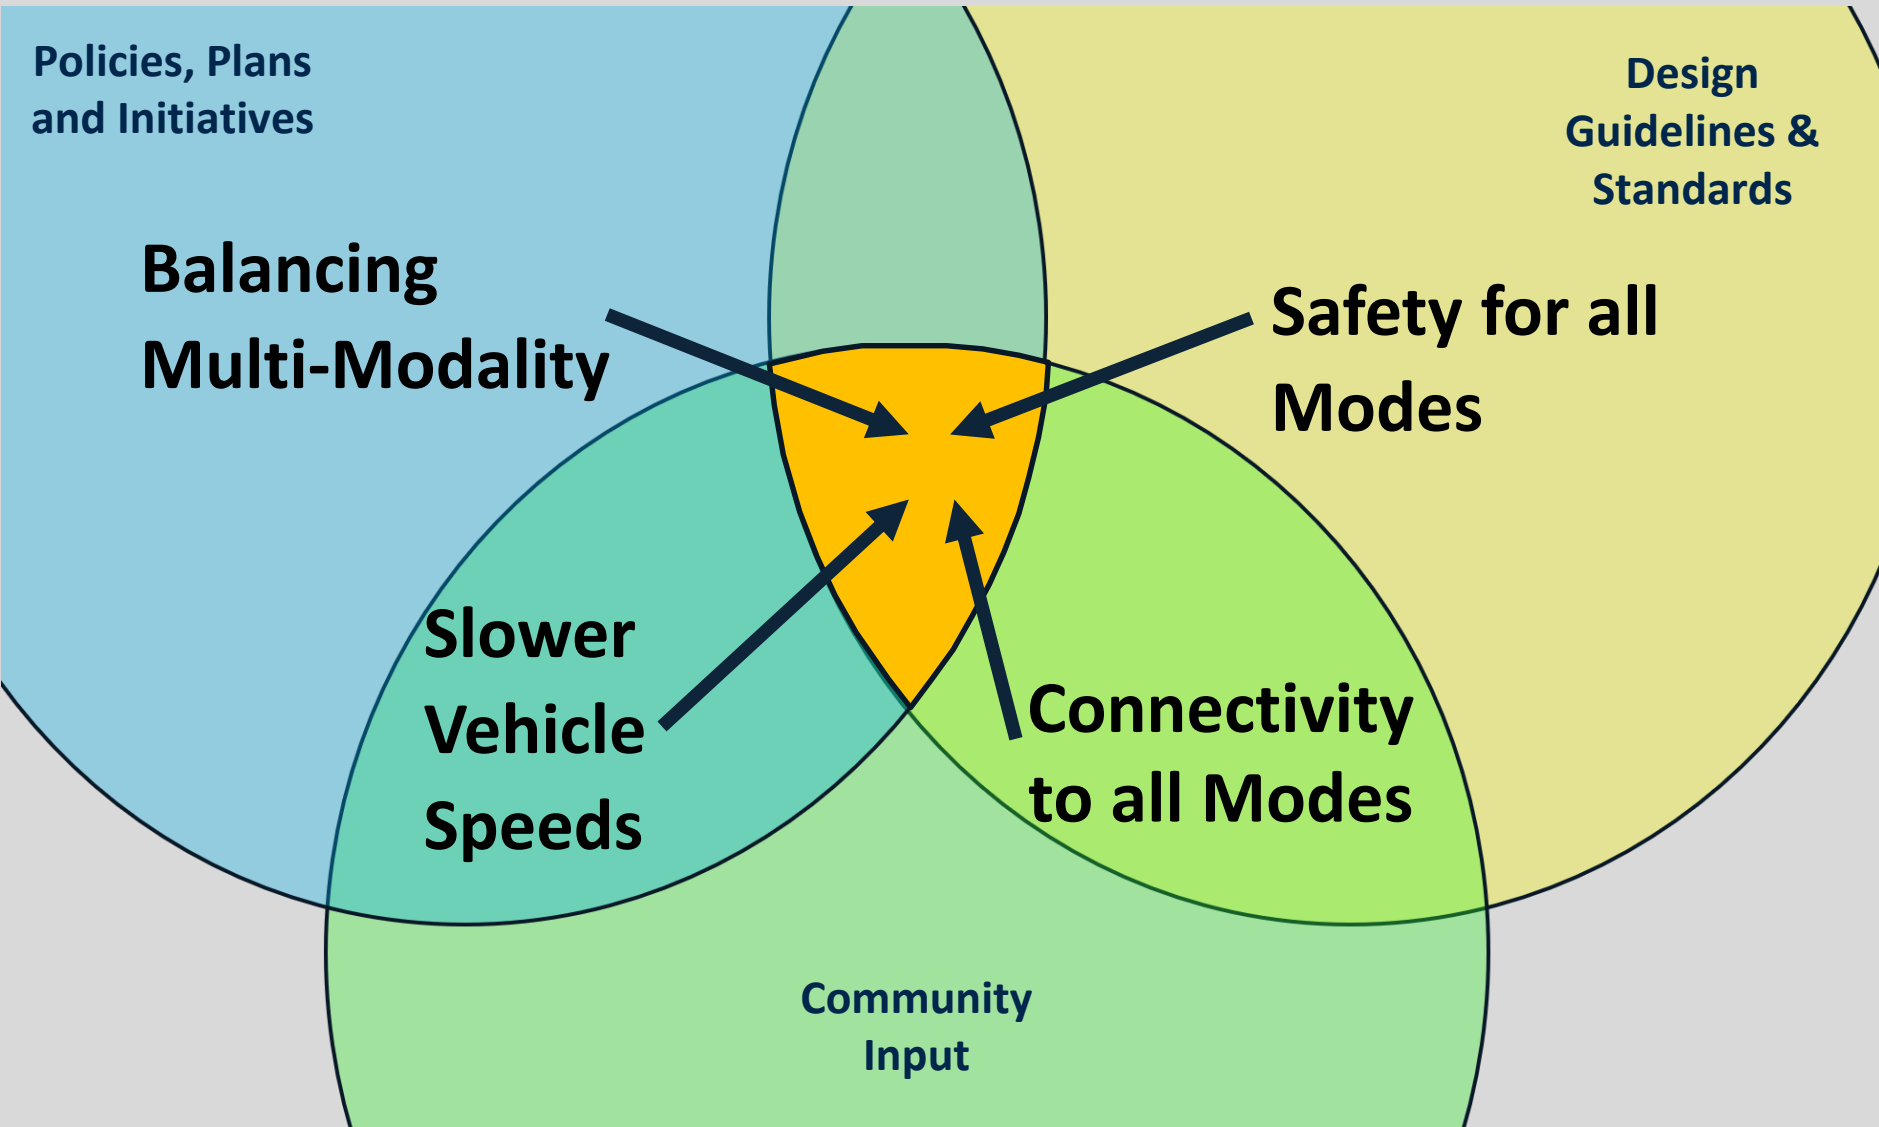 Policies, Plans
and Initiatives
Design
Guidelines &
Standards
Balancing
Multi-Modality
Safety for all
Modes
Slower
Vehicle
Speeds
Connectivity
to all Modes
Community
Input